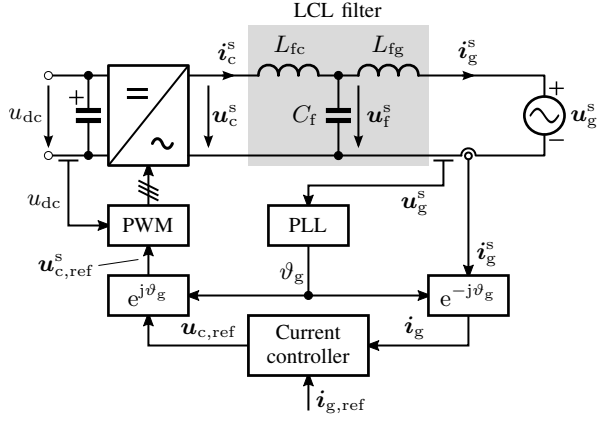 LCL filter
i_c^s L_fc L_fg i_g^s
+ u_dc = ~ u_c^s C_f u_f^s + − u_g^s
u_dc u_g^s
PWM PLL
u_c,ref^s ϑ_g i_g^s
e^jϑ_g e^−jϑ_g
u_c,ref Current i_g
controller
i_g,ref